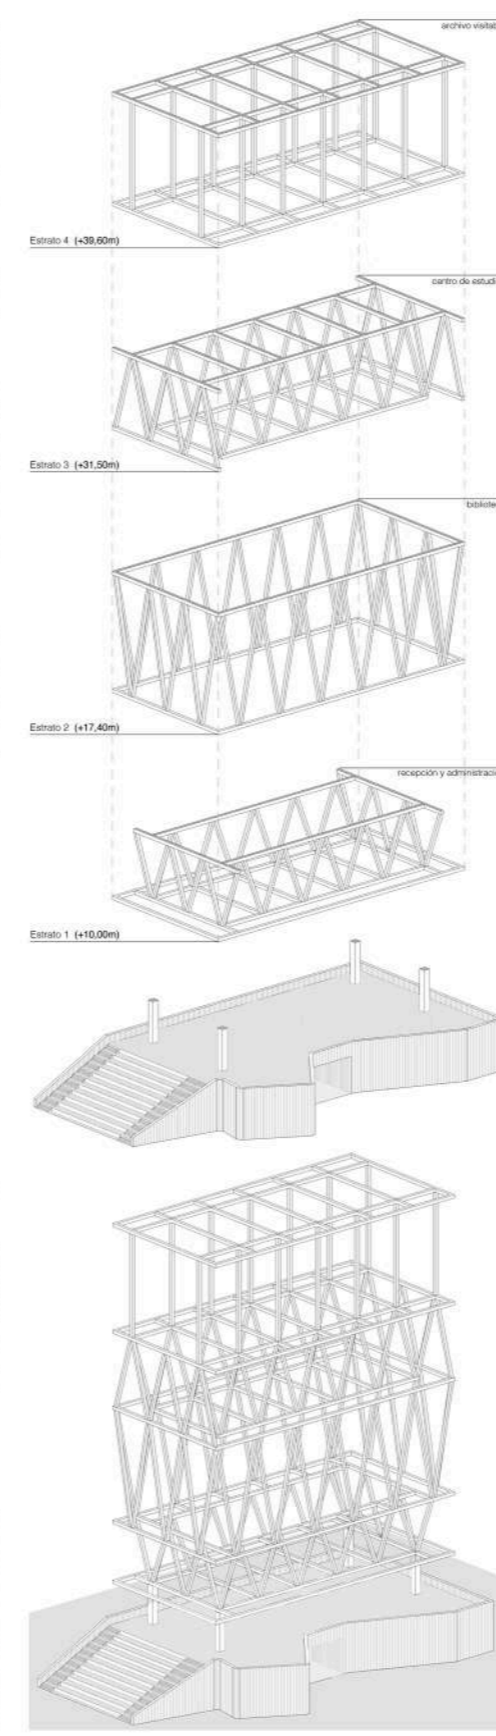 archivo visitab
Estrato 4 (+39,60m)
centro de estudi
Estrato 3 (+31,50m)
bibliote
Estrato 2 (+17,40m)
recepción y administraci
Estrato 1 (+10,00m)